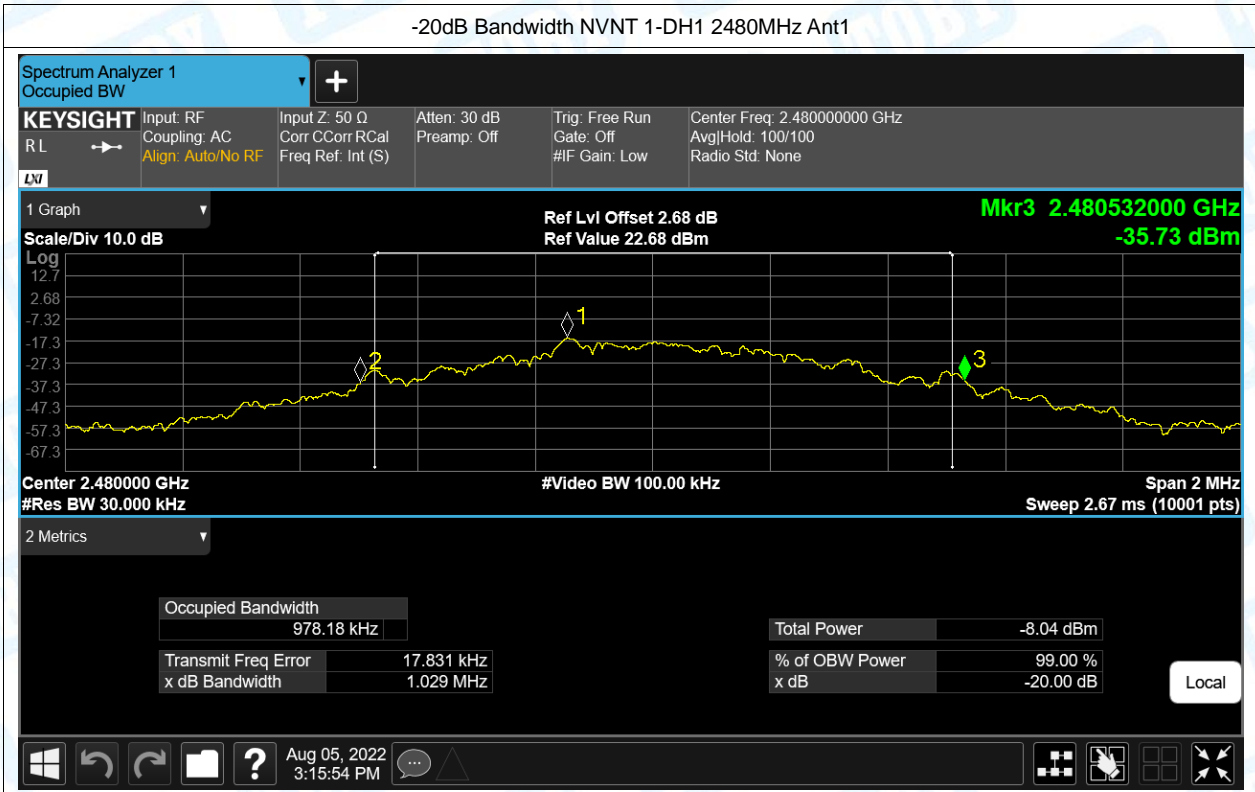 -20dB Bandwidth NVNT 1-DH1 2480MHz Ant1
Spectrum Analyzer 1
Occupied BW
+
KEYSIGHT
R L
LXI
Input: RF
Coupling: AC
Align: Auto/No RF
Input Z: 50 Ω
Corr CCorr RCal
Freq Ref: Int (S)
Atten: 30 dB
Preamp: Off
Trig: Free Run
Gate: Off
#IF Gain: Low
Center Freq: 2.480000000 GHz
Avg|Hold: 100/100
Radio Std: None
1 Graph
Scale/Div 10.0 dB
Ref Lvl Offset 2.68 dB
Ref Value 22.68 dBm
Mkr3 2.480532000 GHz
-35.73 dBm
Log
12.7
2.68
-7.32
-17.3
-27.3
-37.3
-47.3
-57.3
-67.3
1
2
3
Center 2.480000 GHz
#Video BW 100.00 kHz
Span 2 MHz
#Res BW 30.000 kHz
Sweep 2.67 ms (10001 pts)
2 Metrics
Occupied Bandwidth
978.18 kHz
Total Power -8.04 dBm
Transmit Freq Error 17.831 kHz
% of OBW Power 99.00 %
x dB Bandwidth 1.029 MHz
x dB -20.00 dB
Local
?
Aug 05, 2022
3:15:54 PM